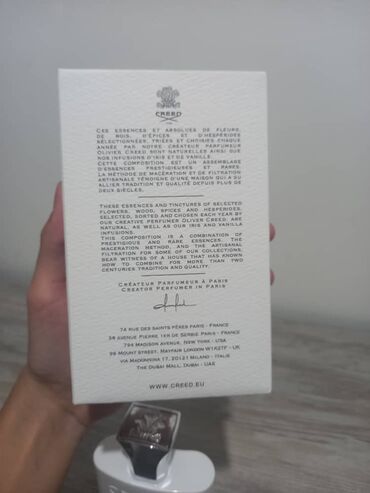 CREED
CES ESSENCES ET ABSOLUES DE FLEURS,
DE BOIS, D'ÉPICES ET D'HESPÉRIDES
SÉLECTIONNÉES, TRIÉES ET CHOISIES CHAQUE
ANNÉE PAR NOTRE CRÉATEUR PARFUMEUR
OLIVIER CREED SONT NATURELLES AINSI QUE
NOS INFUSIONS D'IRIS ET DE VANILLE.
CETTE COMPOSITION EST UN ASSEMBLAGE
D'ESSENCES PRESTIGIEUSES ET RARES.
LA MÉTHODE DE MACÉRATION ET DE FILTRATION
ARTISANALE TÉMOIGNE D'UNE MAISON QUI A SU
ALLIER TRADITION ET QUALITÉ DEPUIS PLUS DE
DEUX SIÈCLES.
THESE ESSENCES AND TINCTURES OF SELECTED
FLOWERS, WOOD, SPICES AND HESPERIDES,
SELECTED, SORTED AND CHOSEN EACH YEAR BY
OUR CREATIVE PERFUMER OLIVER CREED, ARE
NATURAL, AS WELL AS OUR IRIS AND VANILLA
INFUSIONS.
THIS COMPOSITION IS A COMBINATION OF
PRESTIGIOUS AND RARE ESSENCES. THE
MACERATION METHOD, AND THE ARTISANAL
FILTRATION FOR SOME OF OUR COLLECTIONS,
BEAR WITNESS OF A HOUSE THAT HAS KNOWN
HOW TO COMBINE FOR MORE THAN TWO
CENTURIES TRADITION AND QUALITY.
CRÉATEUR PARFUMEUR À PARIS
CREATOR PERFUMER IN PARIS
74 RUE DES SAINTS PÈRES PARIS - FRANCE
38 AVENUE PIERRE 1ER DE SERBIE PARIS - FRANCE
794 MADISON AVENUE, NEW YORK - USA
99 MOUNT STREET, MAYFAIR LONDON W1K2TF - UK
VIA MADONNINA 17, 20121 MILANO - ITALIE
THE DUBAI MALL, DUBAI - UAE
WWW.CREED.EU